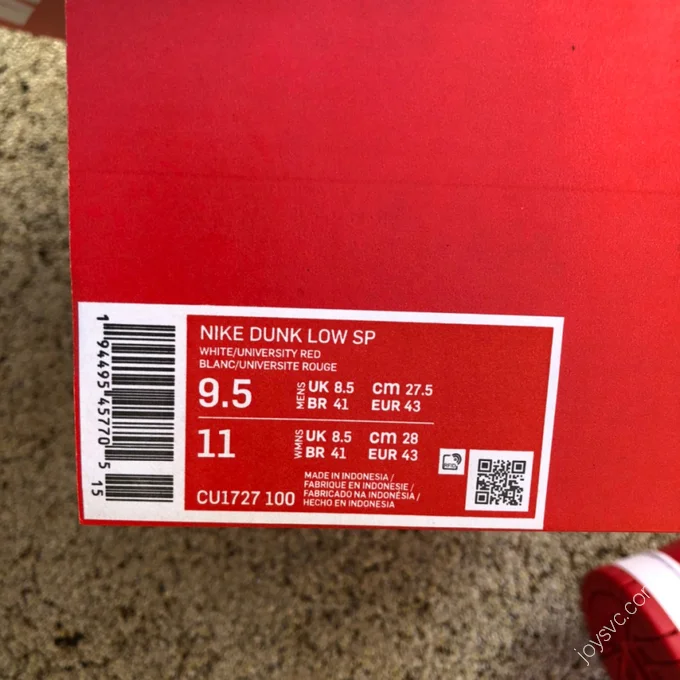 NIKE DUNK LOW SP
WHITE/UNIVERSITY RED
BLANC/UNIVERSITE ROUGE
9.5 MENS UK 8.5 cm 27.5
BR 41 EUR 43
11 WMNS UK 8.5 cm 28
BR 41 EUR 43
MADE IN INDONESIA /
FABRIQUE EN INDONESIE /
FABRICADO NA INDONÉSIA /
HECHO EN INDONESIA
CU1727 100
1 94495 45770 5 15
joysvc.com